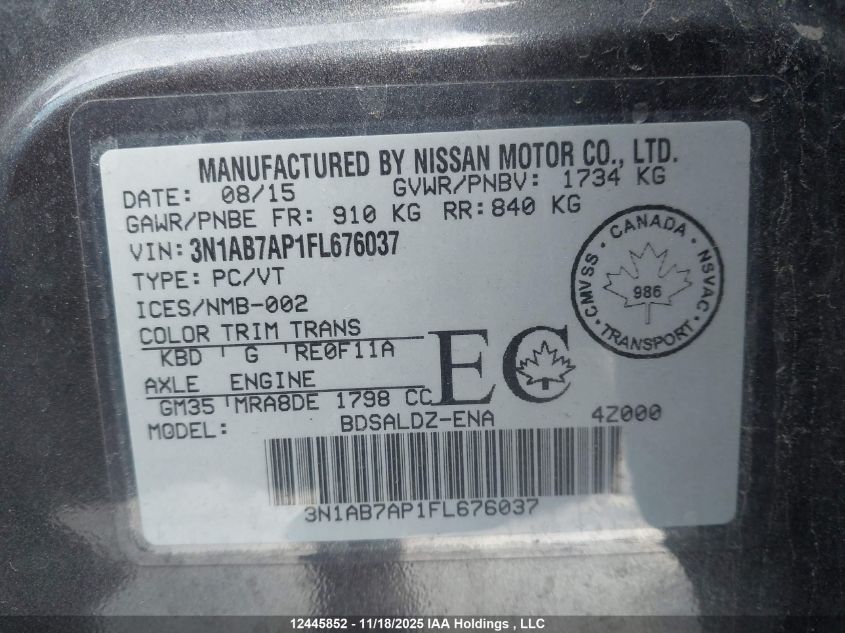 MANUFACTURED BY NISSAN MOTOR CO., LTD.
DATE: 08/15 GVWR/PNBV: 1734 KG
GAWR/PNBE FR: 910 KG RR:840 KG
VIN: 3N1AB7AP1FL676037
TYPE: PC/VT
ICES/NMB-002
CANADA
CMVSS NSVAC
986
TRANSPORT
COLOR TRIM TRANS
KBD G RE0F11A
EC
AXLE ENGINE
GM35 MRA8DE 1798 CC
MODEL: BDSALDZ-ENA 4Z000
3N1AB7AP1FL676037
12445852 - 11/18/2025 IAA Holdings , LLC